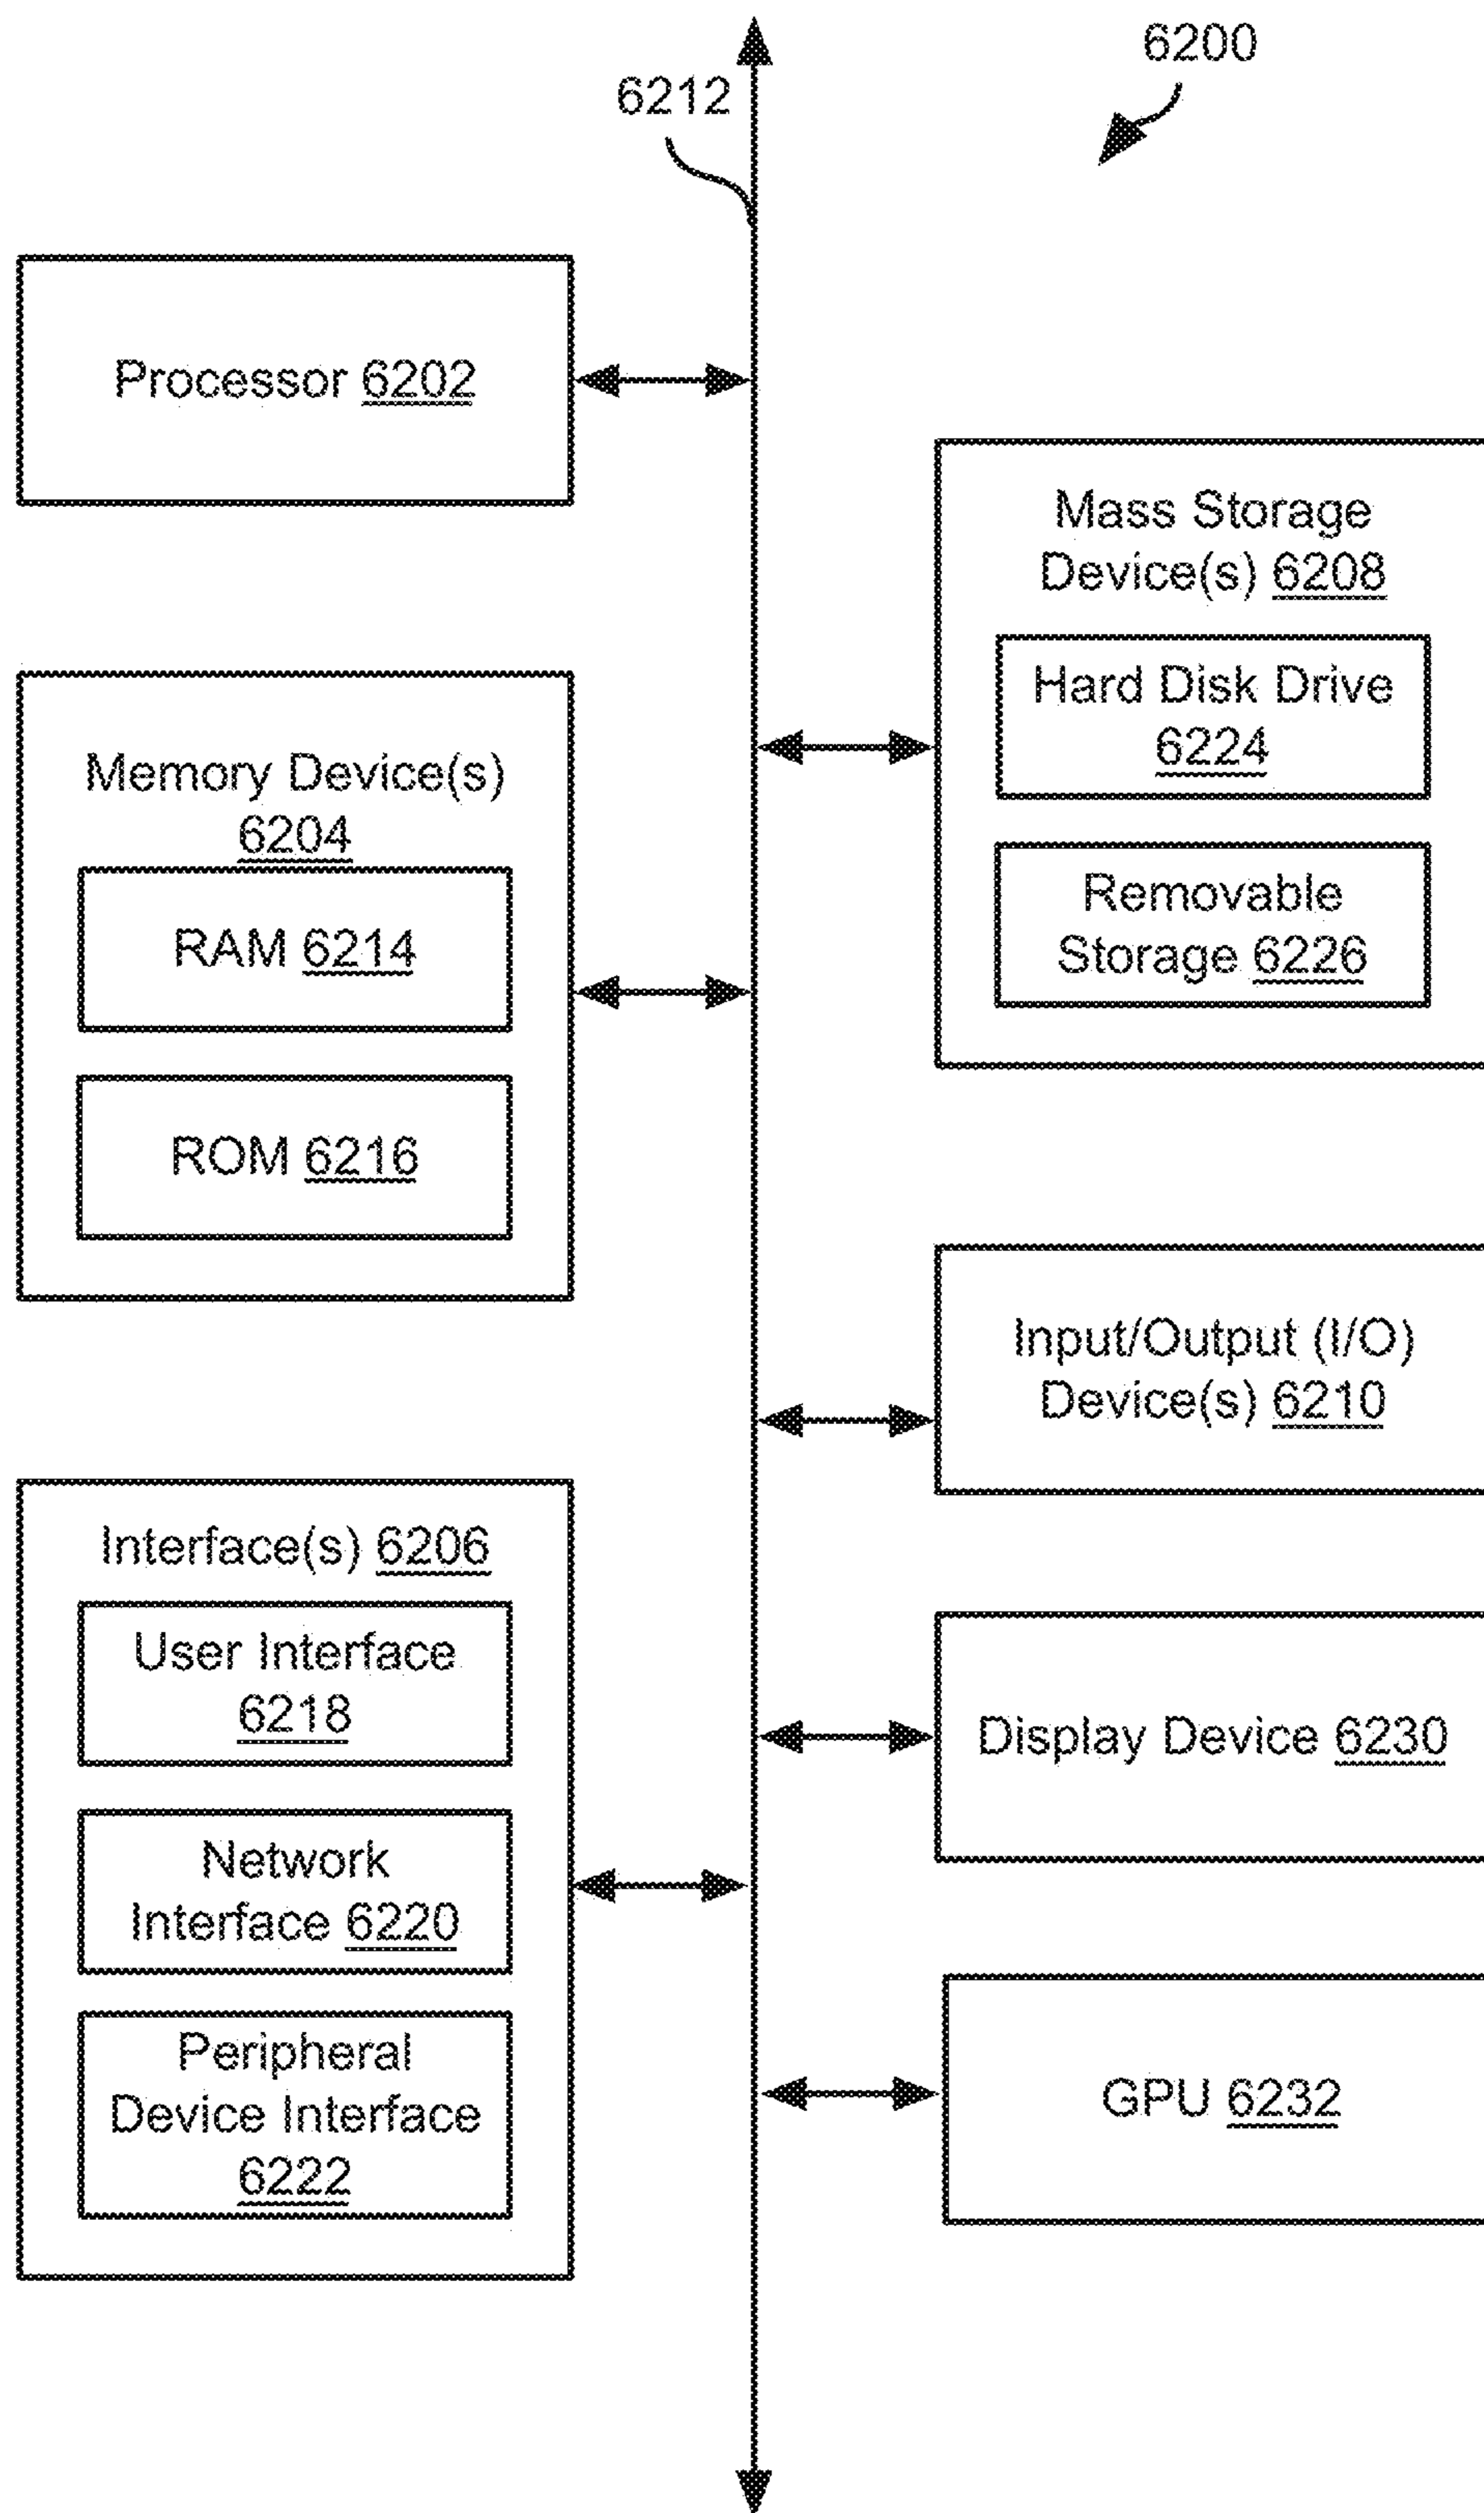 6200
6212
Processor 6202
Memory Device(s)
6204
RAM 6214
ROM 6216
Interface(s) 6206
User Interface
6218
Network
Interface 6220
Peripheral
Device Interface
6222
Mass Storage
Device(s) 6208
Hard Disk Drive
6224
Removable
Storage 6226
Input/Output (I/O)
Device(s) 6210
Display Device 6230
GPU 6232